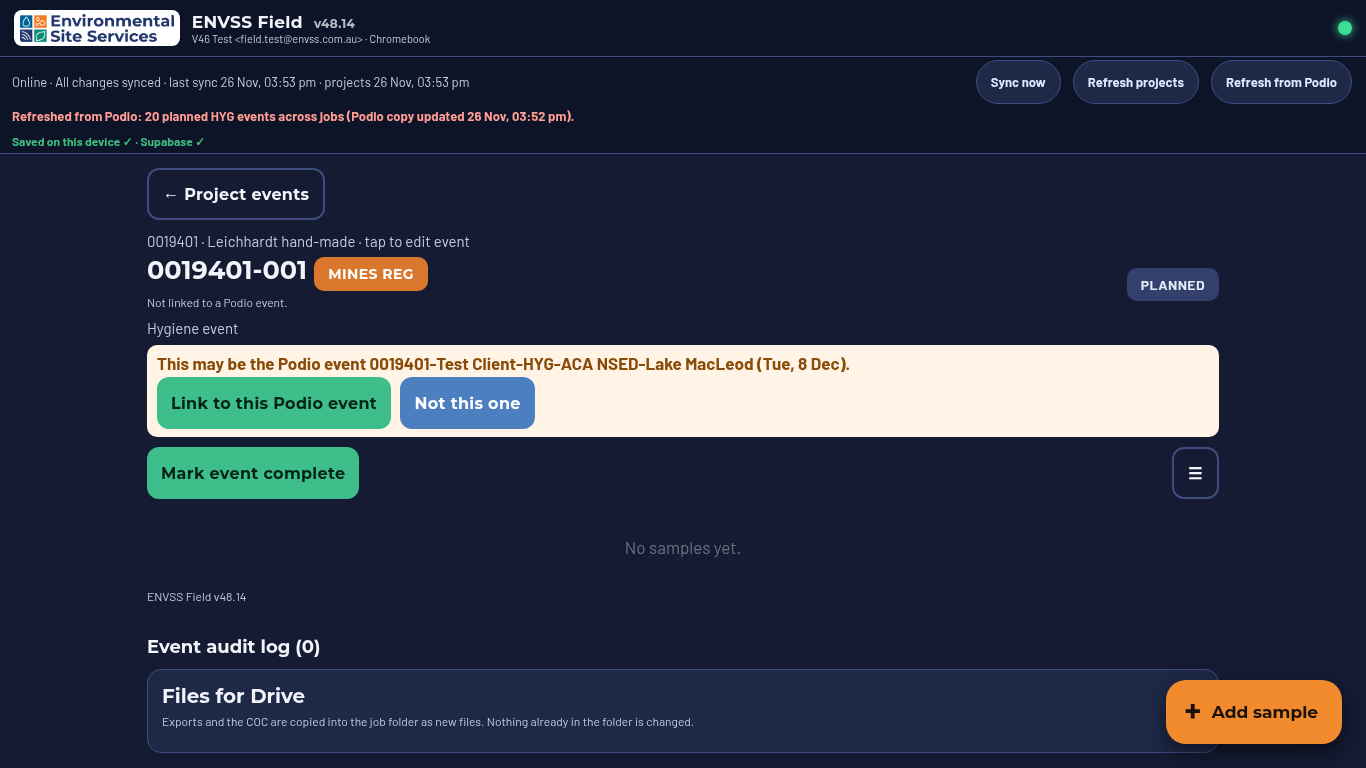 Environmental
Site Services
ENVSS Field v48.14
V46 Test <field.test@envss.com.au> · Chromebook
Online · All changes synced · last sync 26 Nov, 03:53 pm · projects 26 Nov, 03:53 pm
Sync now
Refresh projects
Refresh from Podio
Refreshed from Podio: 20 planned HYG events across jobs (Podio copy updated 26 Nov, 03:52 pm).
Saved on this device ✓ · Supabase ✓
← Project events
0019401 · Leichhardt hand-made · tap to edit event
0019401-001 MINES REG
PLANNED
Not linked to a Podio event.
Hygiene event
This may be the Podio event 0019401-Test Client-HYG-ACA NSED-Lake MacLeod (Tue, 8 Dec).
Link to this Podio event
Not this one
Mark event complete
☰
No samples yet.
ENVSS Field v48.14
Event audit log (0)
Files for Drive
Exports and the COC are copied into the job folder as new files. Nothing already in the folder is changed.
+ Add sample